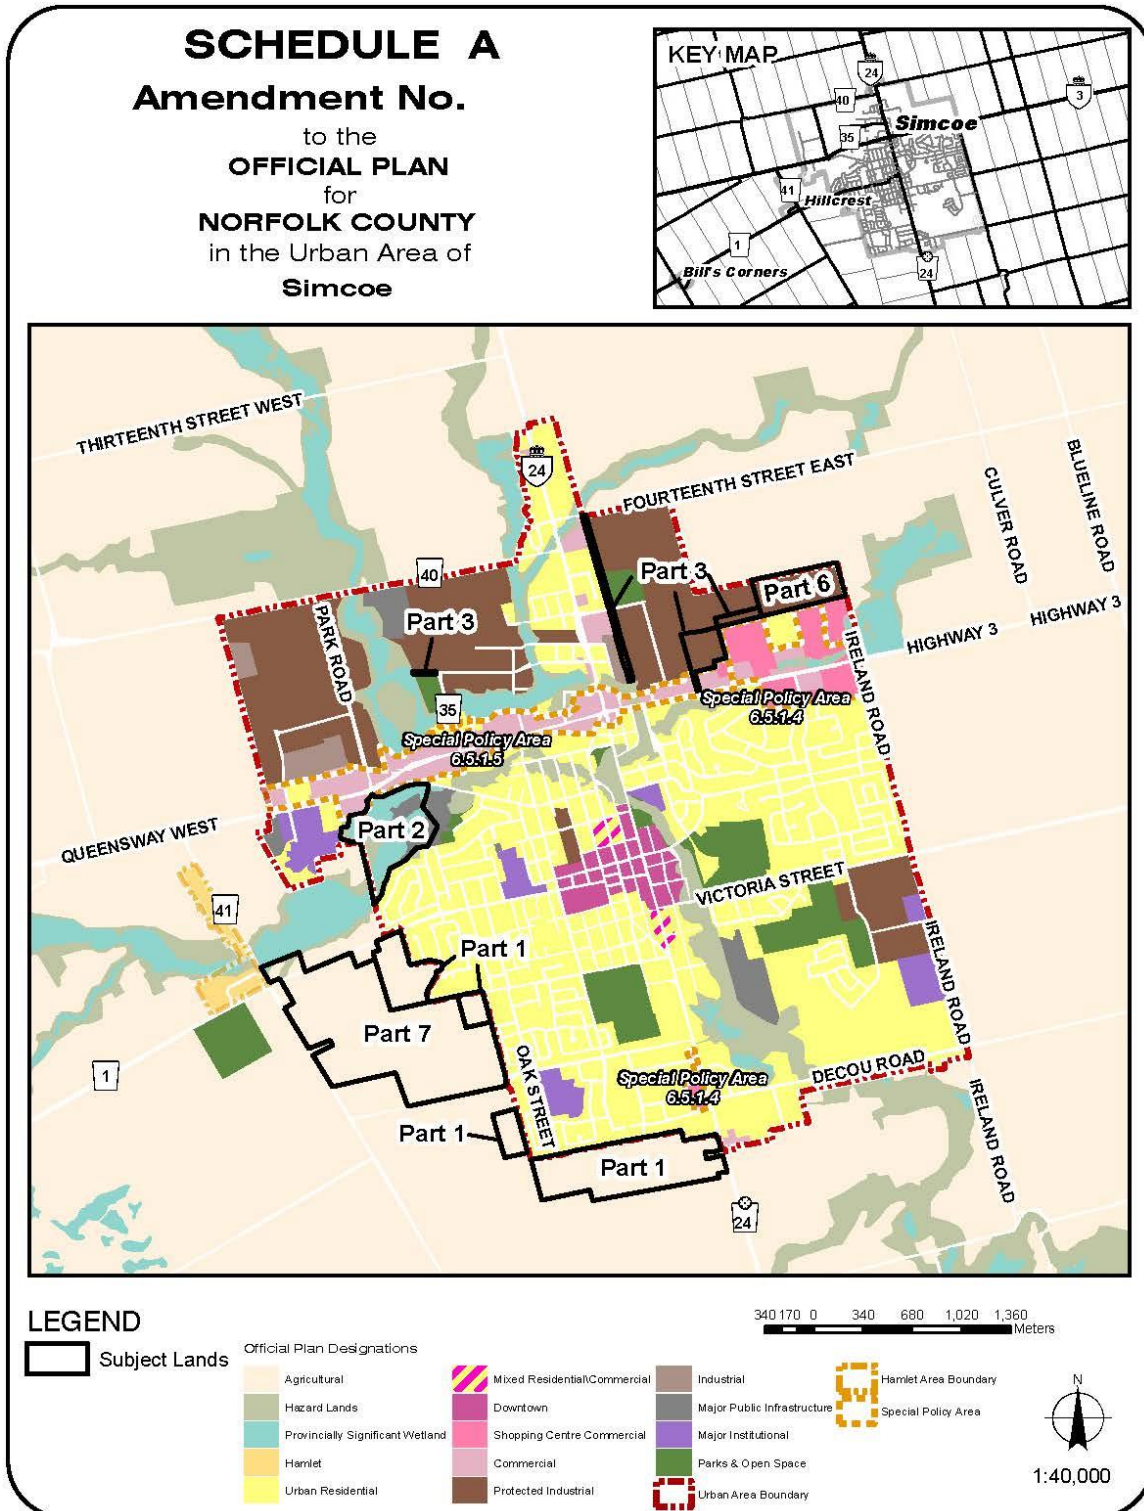 SCHEDULE A
Amendment No.
to the
OFFICIAL PLAN
for
NORFOLK COUNTY
in the Urban Area of
Simcoe
KEY MAP
24
3
40
Simcoe
35
41
Hillcrest
1
Bill's Corners
24
THIRTEENTH STREET WEST
24
FOURTEENTH STREET EAST
CULVER ROAD
BLUELINE ROAD
40
Part 3
Part 6
PARK ROAD
Part 3
HIGHWAY 3
HIGHWAY 3
IRELAND ROAD
35
Special Policy Area
6.5.1.4
Special Policy Area
6.5.1.5
QUEENSWAY WEST
Part 2
VICTORIA STREET
41
Part 1
IRELAND ROAD
Part 7
OAK STREET
1
Special Policy Area
6.5.1.4
DECOU ROAD
IRELAND ROAD
Part 1
Part 1
24
LEGEND
Subject Lands
340 170 0 340 680 1,020 1,360
Meters
Official Plan Designations
Agricultural
Hazard Lands
Provincially Significant Wetland
Hamlet
Urban Residential
Mixed Residential\Commercial
Downtown
Shopping Centre Commercial
Commercial
Protected Industrial
Industrial
Major Public Infrastructure
Major Institutional
Parks & Open Space
Urban Area Boundary
Hamlet Area Boundary
Special Policy Area
N
1:40,000